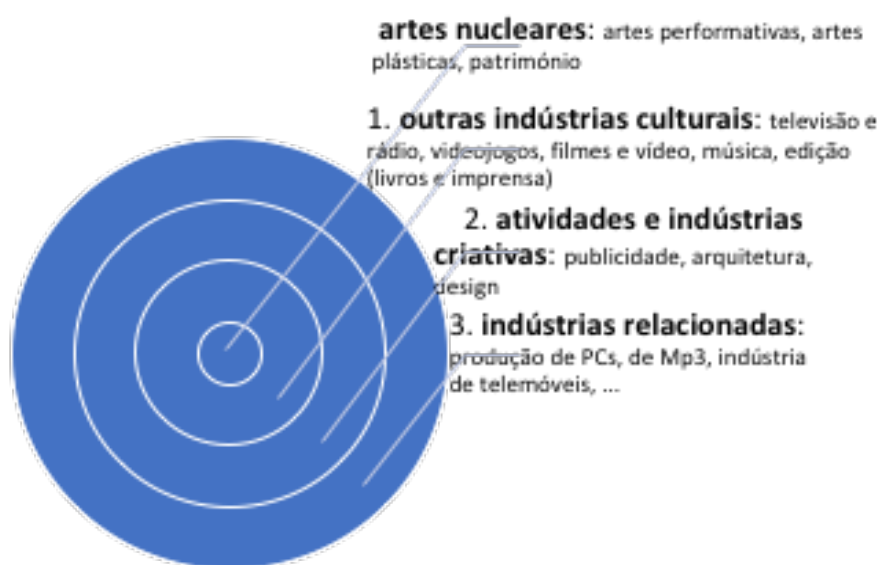 artes nucleares: artes performativas, artes
plásticas, património
1. outras indústrias culturais: televisão e
rádio, videojogos, filmes e vídeo, música, edição
(livros e imprensa)
2. atividades e indústrias
criativas: publicidade, arquitetura,
design
3. indústrias relacionadas:
produção de PCs, de Mp3, indústria
de telemóveis, ...